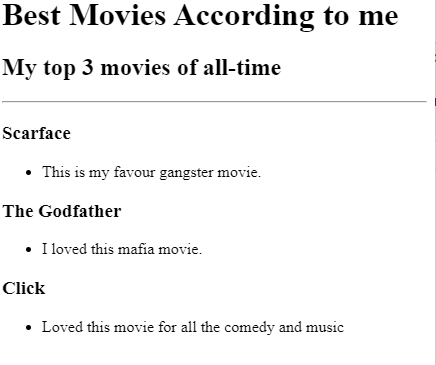 Best Movies According to me
My top 3 movies of all-time
Scarface
This is my favour gangster movie.
The Godfather
I loved this mafia movie.
Click
Loved this movie for all the comedy and music